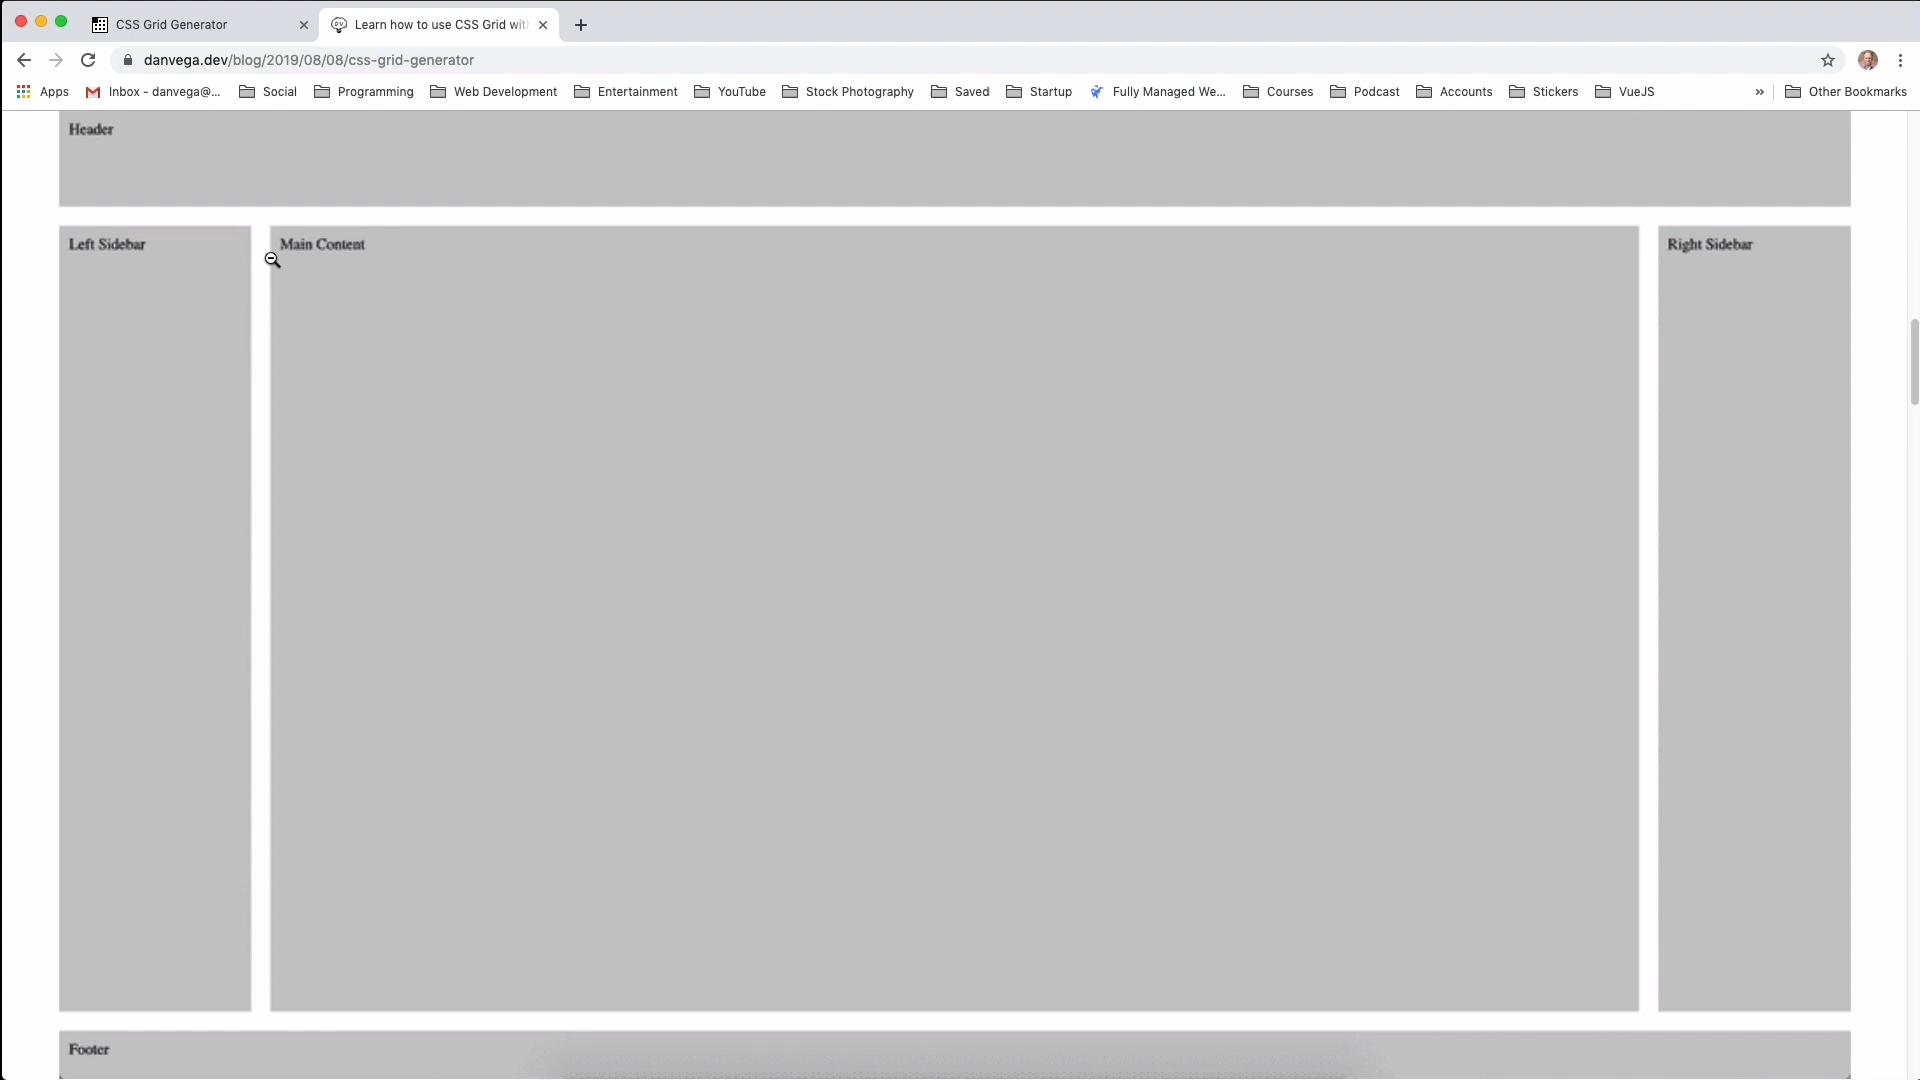 CSS Grid Generator
Learn how to use CSS Grid wit
danvega.dev/blog/2019/08/08/css-grid-generator
Apps Inbox - danvega@... Social Programming Web Development Entertainment YouTube Stock Photography Saved Startup Fully Managed We... Courses Podcast Accounts Stickers VueJS » Other Bookmarks
Header
Left Sidebar Main Content Right Sidebar
Footer